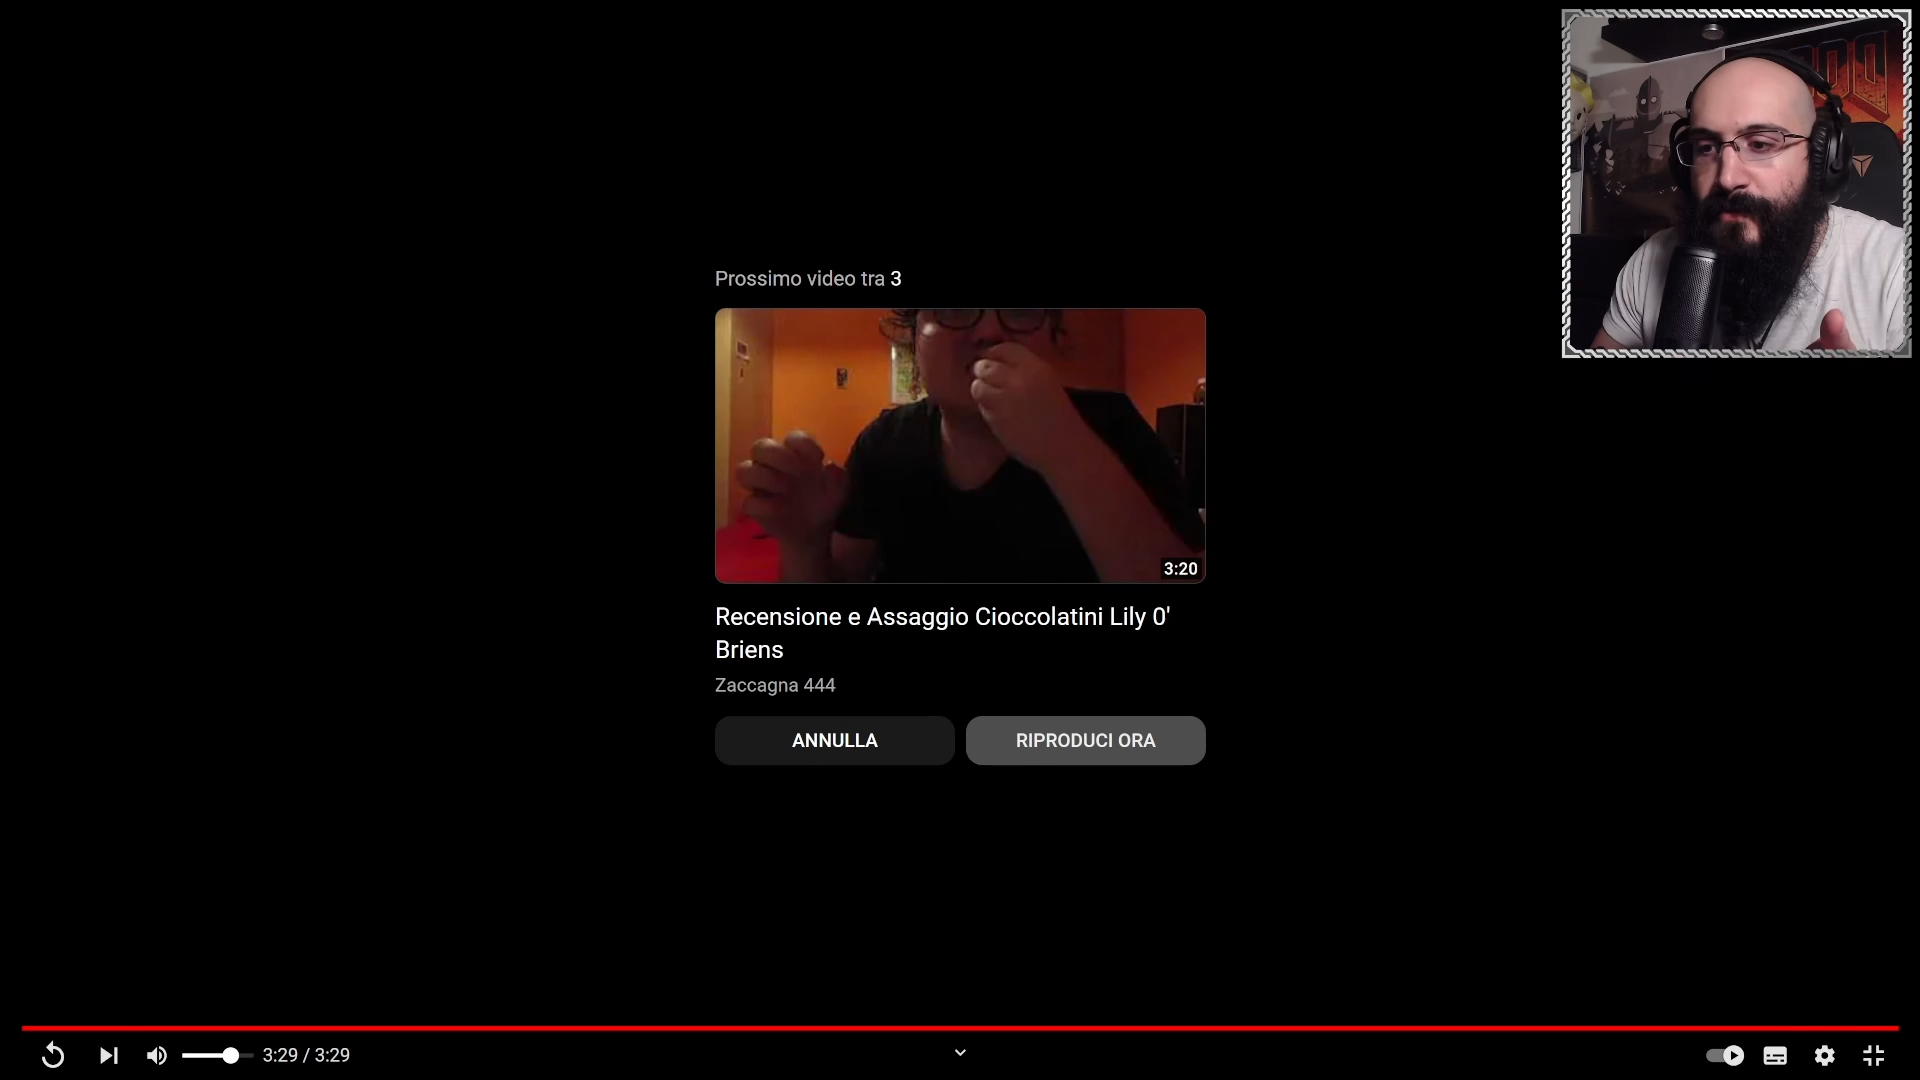 Prossimo video tra 3
3:20
Recensione e Assaggio Cioccolatini Lily 0'
Briens
Zaccagna 444
ANNULLA
RIPRODUCI ORA
3:29 / 3:29